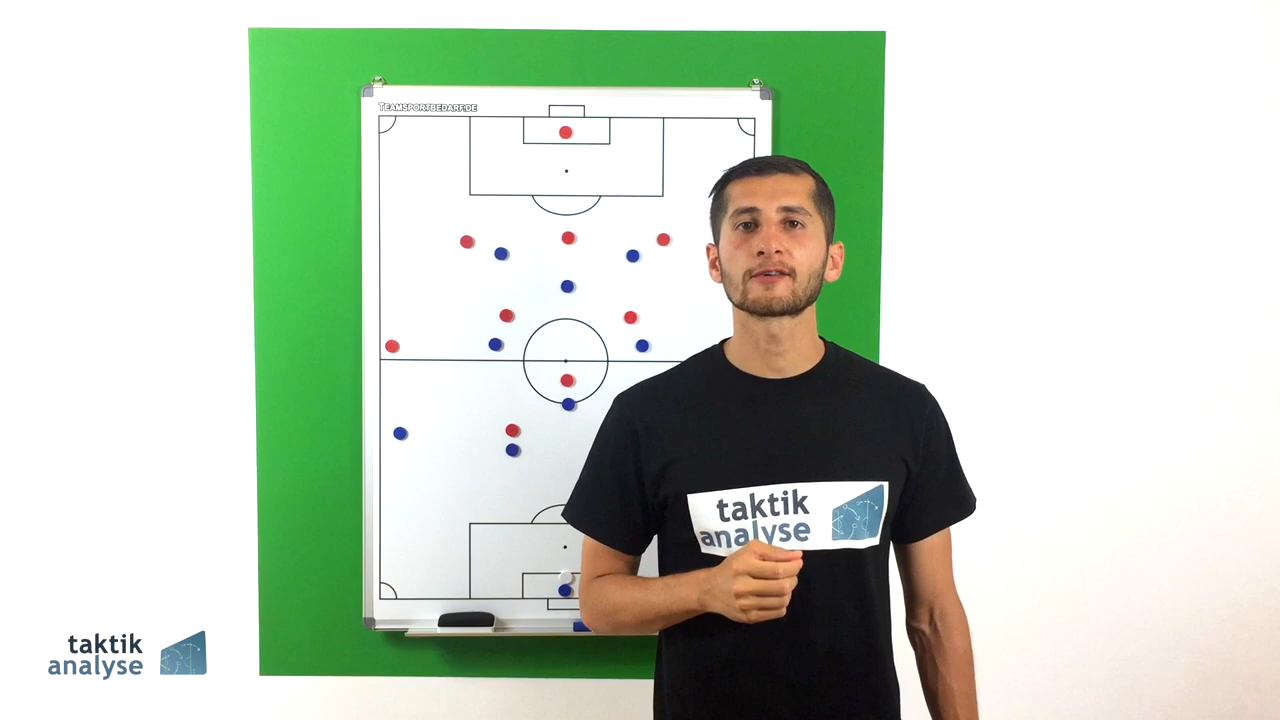 TEAMSPORTBEDARF.DE
taktik
analyse
taktik
analyse